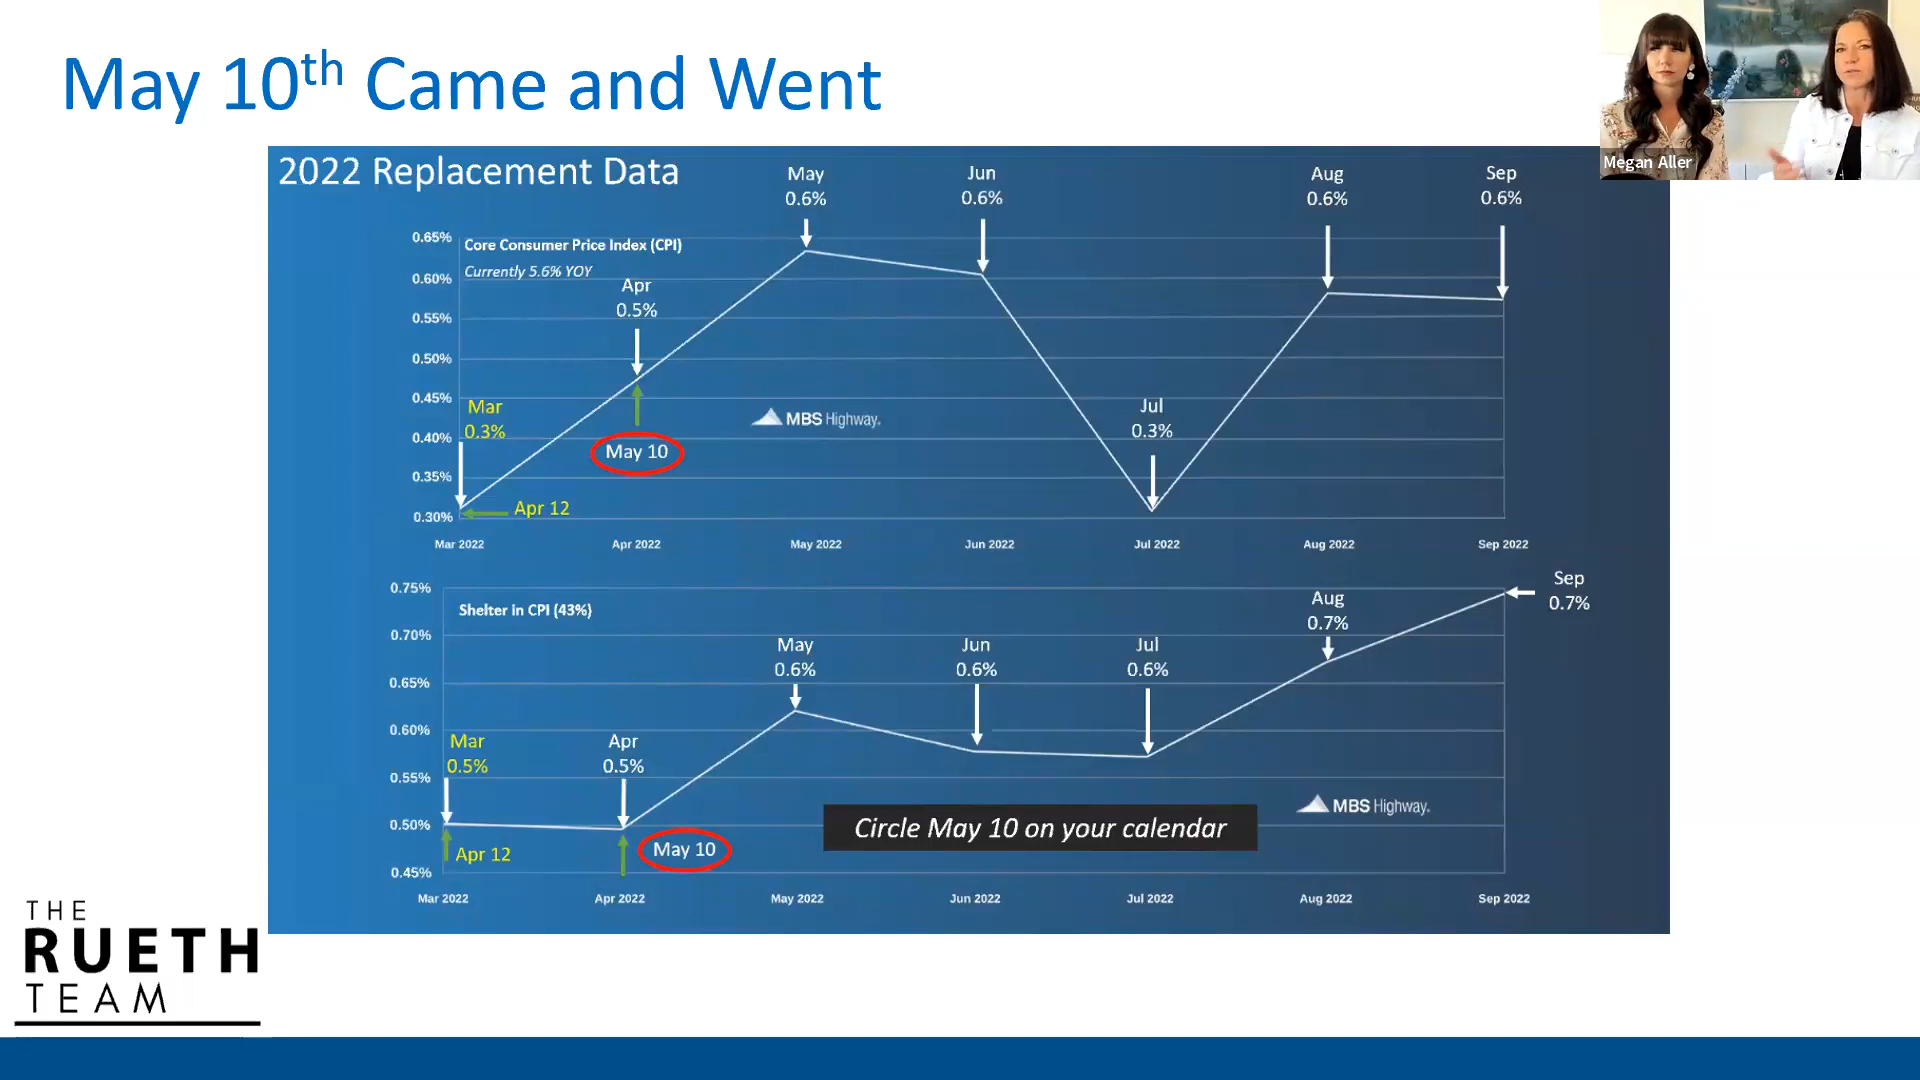 May 10th Came and Went
Megan Aller
2022 Replacement Data
May
0.6%
Jun
0.6%
Aug
0.6%
Sep
0.6%
0.65%
Core Consumer Price Index (CPI)
Currently 5.6% YOY
0.60%
Apr
0.5%
0.55%
0.50%
0.45%
Mar
0.3%
MBS Highway.
Jul
0.3%
0.40%
May 10
0.35%
Apr 12
0.30%
Mar 2022
Apr 2022
May 2022
Jun 2022
Jul 2022
Aug 2022
Sep 2022
0.75%
Shelter in CPI (43%)
Sep
0.7%
Aug
0.7%
0.70%
May
0.6%
Jun
0.6%
Jul
0.6%
0.65%
0.60%
Mar
0.5%
Apr
0.5%
0.55%
MBS Highway.
0.50%
Circle May 10 on your calendar
Apr 12
May 10
0.45%
Mar 2022
Apr 2022
May 2022
Jun 2022
Jul 2022
Aug 2022
Sep 2022
THE
RUETH
TEAM